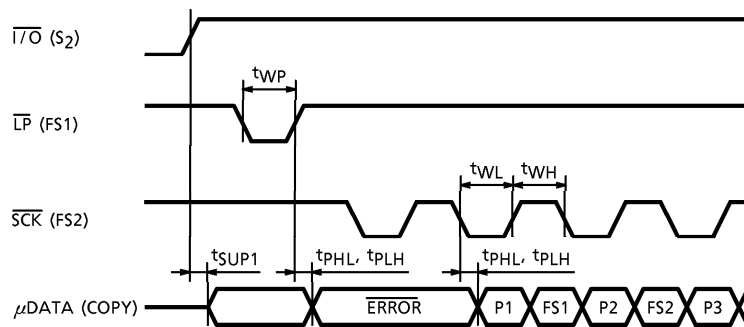 I/O (S2)
tWP
LP (FS1)
tWL tWH
SCK (FS2)
tSUP1 tPHL, tPLH tPHL, tPLH
μDATA (COPY) ERROR P1 FS1 P2 FS2 P3